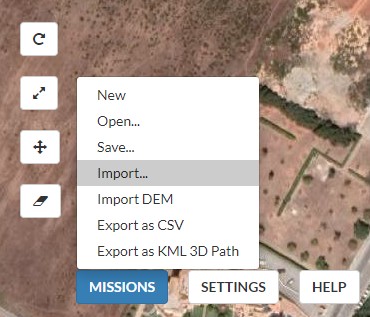 New
Open...
Save...
Import...
Import DEM
Export as CSV
Export as KML 3D Path
MISSIONS SETTINGS HELP